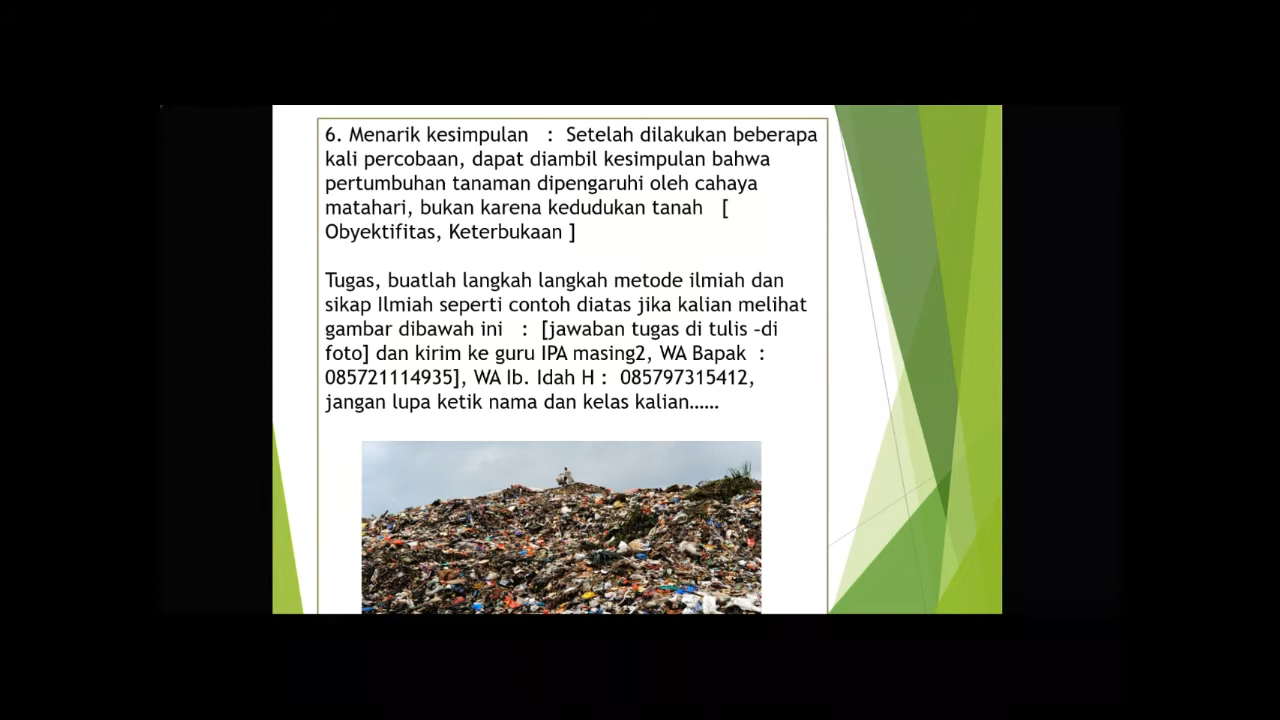 6. Menarik kesimpulan : Setelah dilakukan beberapa
kali percobaan, dapat diambil kesimpulan bahwa
pertumbuhan tanaman dipengaruhi oleh cahaya
matahari, bukan karena kedudukan tanah [
Obyektifitas, Keterbukaan ]
Tugas, buatlah langkah langkah metode ilmiah dan
sikap Ilmiah seperti contoh diatas jika kalian melihat
gambar dibawah ini : [jawaban tugas di tulis -di
foto] dan kirim ke guru IPA masing2, WA Bapak :
085721114935], WA Ib. Idah H : 085797315412,
jangan lupa ketik nama dan kelas kalian......